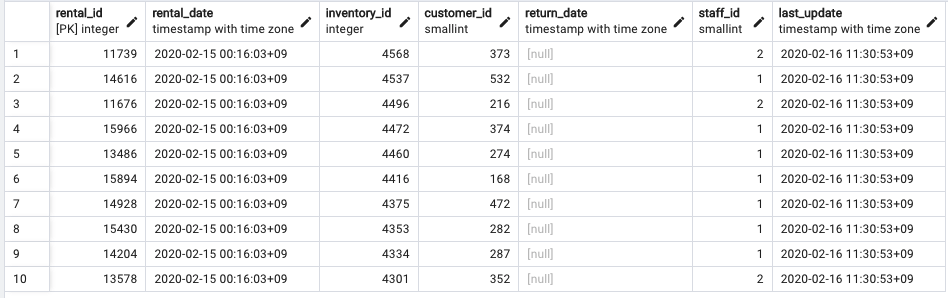 rental_id rental_date inventory_id customer_id return_date staff_id last_update
[PK] integer timestamp with time zone integer smallint timestamp with time zone smallint timestamp with time zone
1 11739 2020-02-15 00:16:03+09 4568 373 [null] 2 2020-02-16 11:30:53+09
2 14616 2020-02-15 00:16:03+09 4537 532 [null] 1 2020-02-16 11:30:53+09
3 11676 2020-02-15 00:16:03+09 4496 216 [null] 2 2020-02-16 11:30:53+09
4 15966 2020-02-15 00:16:03+09 4472 374 [null] 1 2020-02-16 11:30:53+09
5 13486 2020-02-15 00:16:03+09 4460 274 [null] 1 2020-02-16 11:30:53+09
6 15894 2020-02-15 00:16:03+09 4416 168 [null] 1 2020-02-16 11:30:53+09
7 14928 2020-02-15 00:16:03+09 4375 472 [null] 1 2020-02-16 11:30:53+09
8 15430 2020-02-15 00:16:03+09 4353 282 [null] 1 2020-02-16 11:30:53+09
9 14204 2020-02-15 00:16:03+09 4334 287 [null] 1 2020-02-16 11:30:53+09
10 13578 2020-02-15 00:16:03+09 4301 352 [null] 2 2020-02-16 11:30:53+09